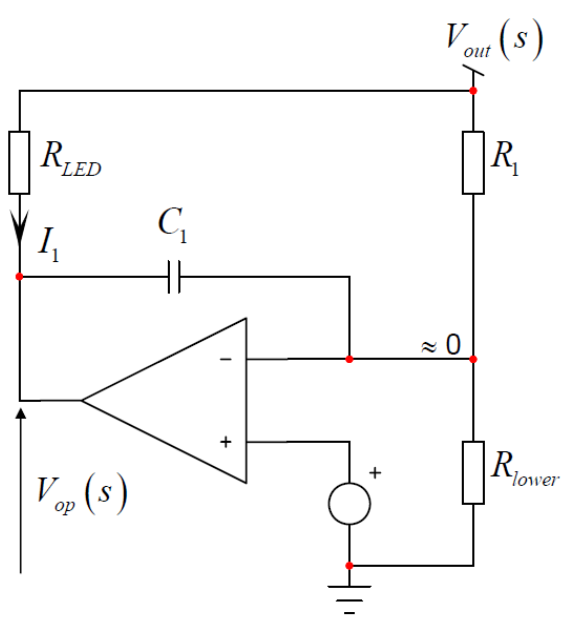 V_out(s)
R_LED
R_1
I_1
C_1
≈ 0
−
+
+
R_lower
V_op(s)